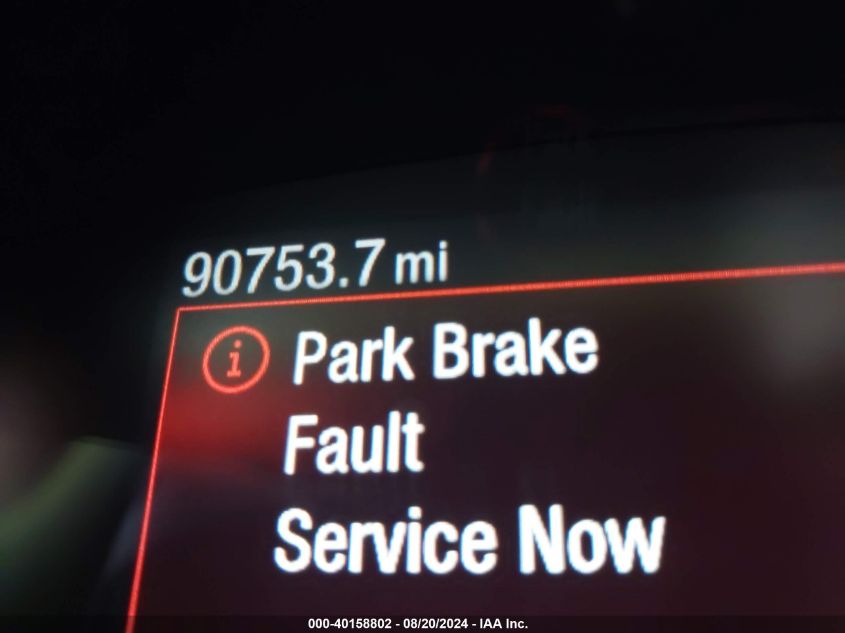 90753.7 mi
i Park Brake
Fault
Service Now
000-40158802 - 08/20/2024 - IAA Inc.